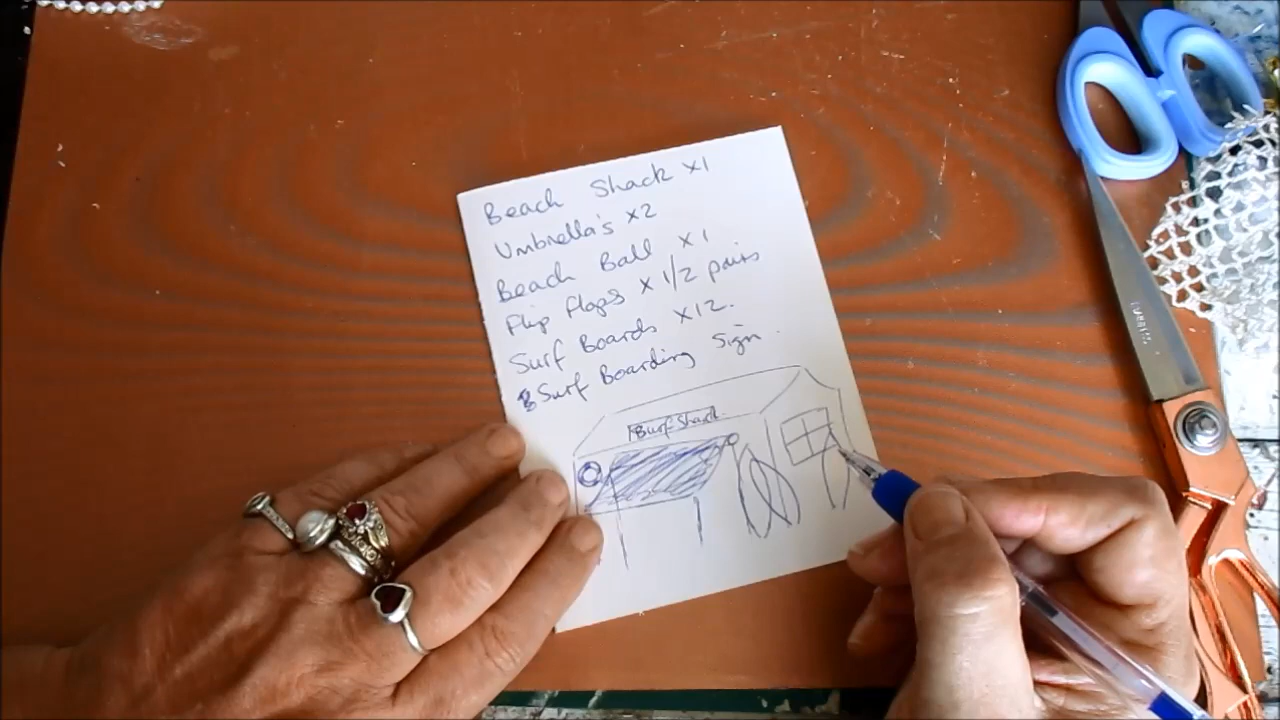 Beach Shack x1
Umbrella's x2
Beach Ball x1
Flip flops x 1/2 pairs
Surf Boards x12.
Surf Boarding Sign.
Surf Shack